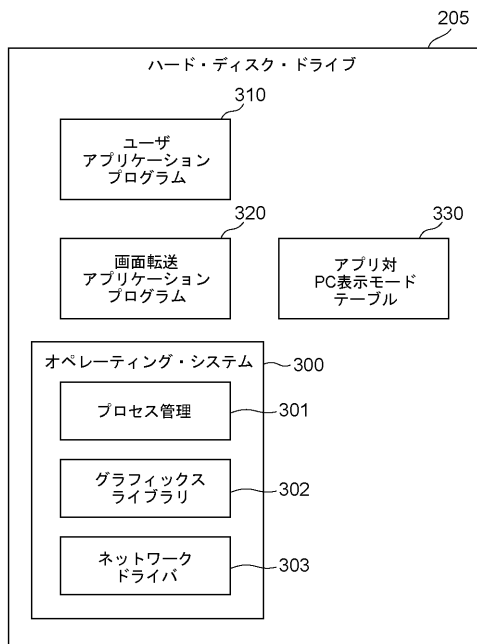 205
ハード・ディスク・ドライブ
310
ユーザ
アプリケーション
プログラム
320
画面転送
アプリケーション
プログラム
330
アプリ対
PC表示モード
テーブル
オペレーティング・システム
300
プロセス管理
301
グラフィックス
ライブラリ
302
ネットワーク
ドライバ
303